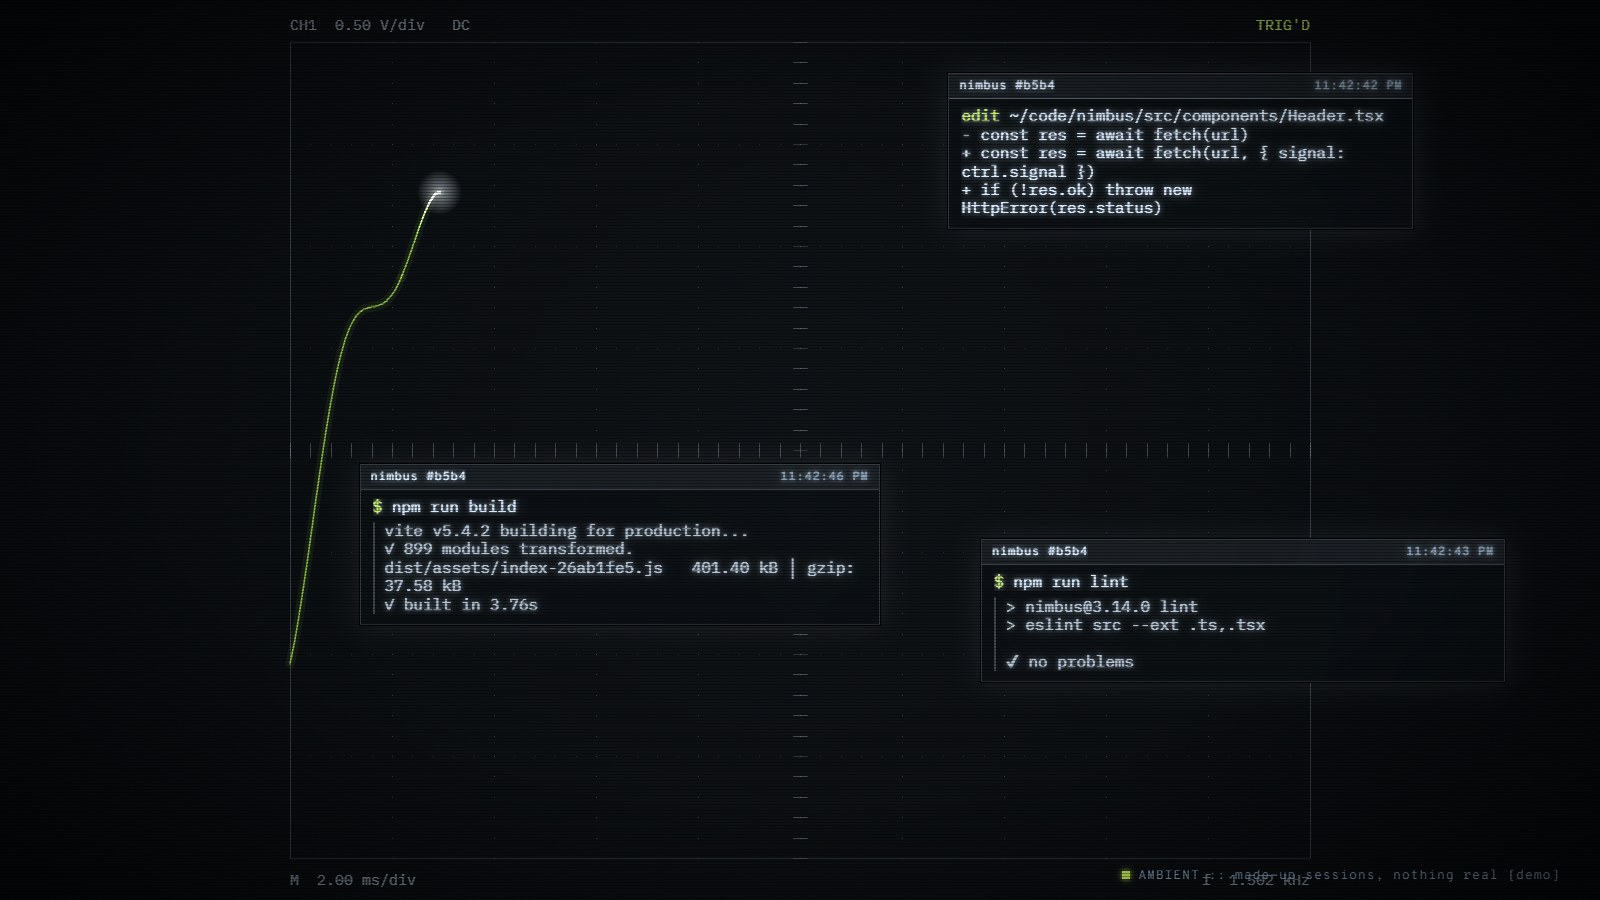 CH1  0.50 V/div   DC
TRIG'D
nimbus #b5b4
11:42:42 PM
edit ~/code/nimbus/src/components/Header.tsx
- const res = await fetch(url)
+ const res = await fetch(url, { signal:
ctrl.signal })
+ if (!res.ok) throw new
HttpError(res.status)
nimbus #b5b4
11:42:46 PM
$ npm run build
vite v5.4.2 building for production...
✓ 899 modules transformed.
dist/assets/index-26ab1fe5.js   401.40 kB │ gzip:
37.58 kB
✓ built in 3.76s
nimbus #b5b4
11:42:43 PM
$ npm run lint
> nimbus@3.14.0 lint
> eslint src --ext .ts,.tsx
✓ no problems
M  2.00 ms/div
f  1.502 kHz
AMBIENT :: made-up sessions, nothing real [demo]